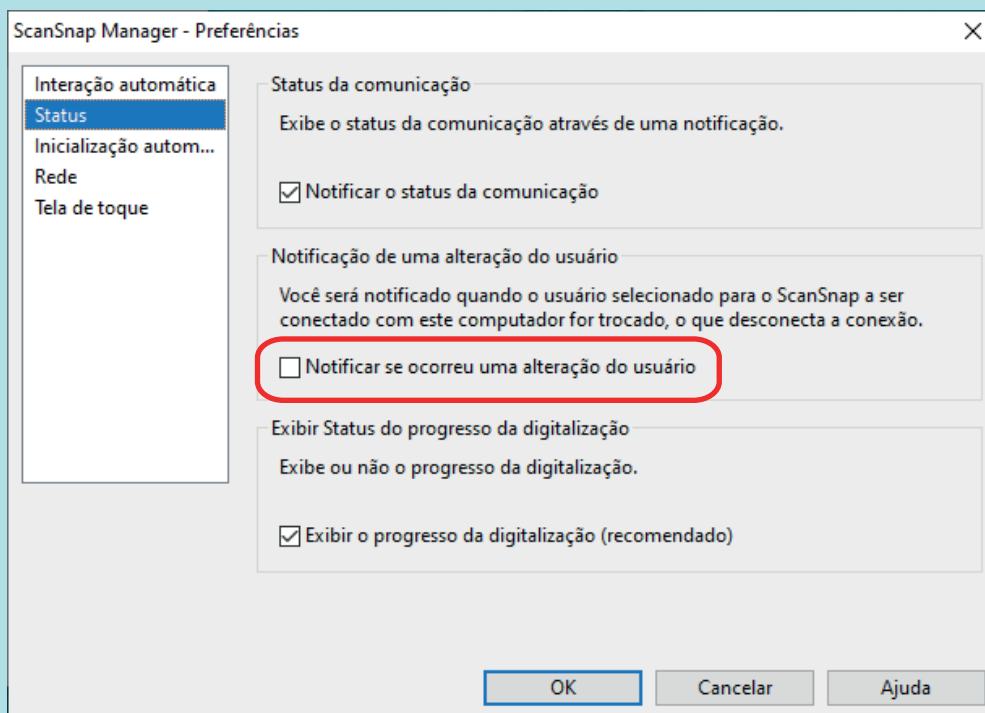 ScanSnap Manager - Preferências
Interação automática
Status
Inicialização autom...
Rede
Tela de toque
Status da comunicação
Exibe o status da comunicação através de uma notificação.
Notificar o status da comunicação
Notificação de uma alteração do usuário
Você será notificado quando o usuário selecionado para o ScanSnap a ser
conectado com este computador for trocado, o que desconecta a conexão.
Notificar se ocorreu uma alteração do usuário
Exibir Status do progresso da digitalização
Exibe ou não o progresso da digitalização.
Exibir o progresso da digitalização (recomendado)
OK
Cancelar
Ajuda